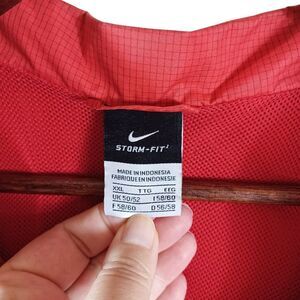 STORM-FIT²
MADE IN INDONESIA
FABRIQUE EN INDONESIE
XXL TTG EEG
UK 50/52 I 58/60
F 58/60 D 56/58